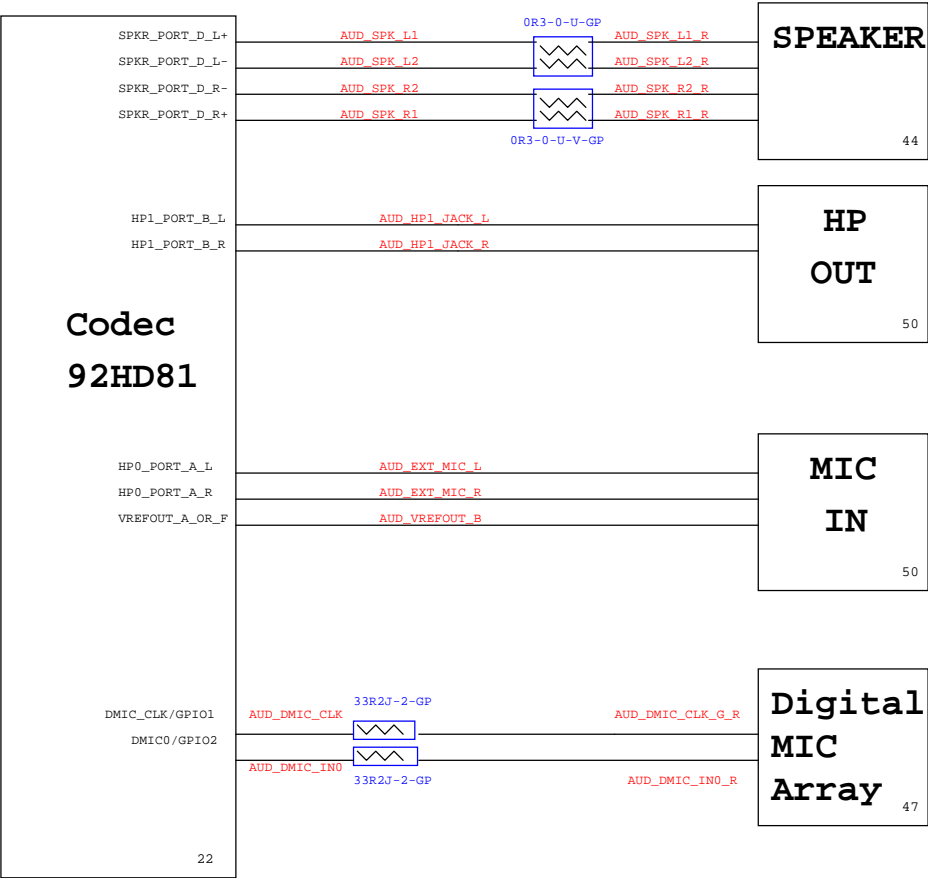 0R3-0-U-GP
SPKR_PORT_D_L+ AUD_SPK_L1 AUD_SPK_L1_R
SPKR_PORT_D_L- AUD_SPK_L2 AUD_SPK_L2_R
SPKR_PORT_D_R- AUD_SPK_R2 AUD_SPK_R2_R
SPKR_PORT_D_R+ AUD_SPK_R1 AUD_SPK_R1_R
0R3-0-U-V-GP
SPEAKER
44
HP1_PORT_B_L AUD_HP1_JACK_L
HP1_PORT_B_R AUD_HP1_JACK_R
HP
OUT
50
Codec
92HD81
HP0_PORT_A_L AUD_EXT_MIC_L
HP0_PORT_A_R AUD_EXT_MIC_R
VREFOUT_A_OR_F AUD_VREFOUT_B
MIC
IN
50
33R2J-2-GP
DMIC_CLK/GPIO1 AUD_DMIC_CLK AUD_DMIC_CLK_G_R
DMIC0/GPIO2
AUD_DMIC_IN0 AUD_DMIC_IN0_R
33R2J-2-GP
Digital
MIC
Array
47
22